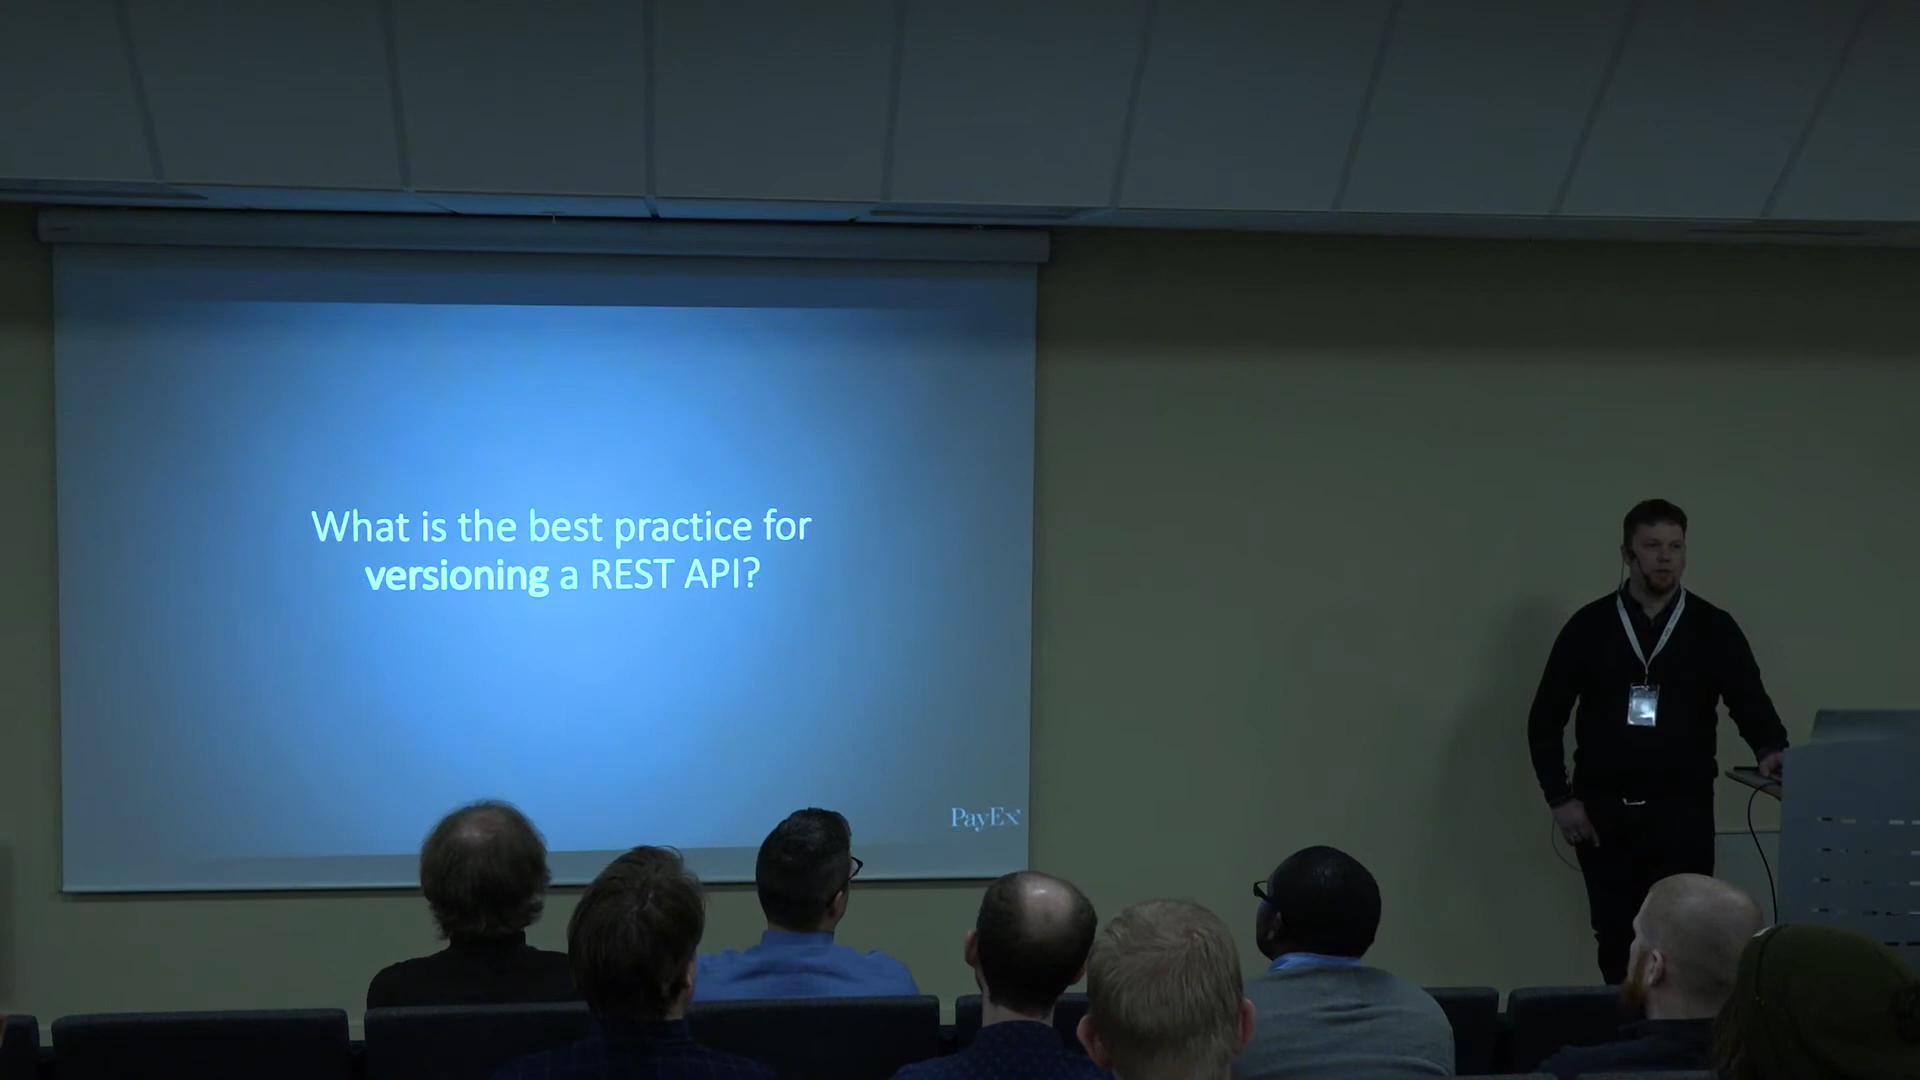 What is the best practice for
versioning a REST API?
PayEx